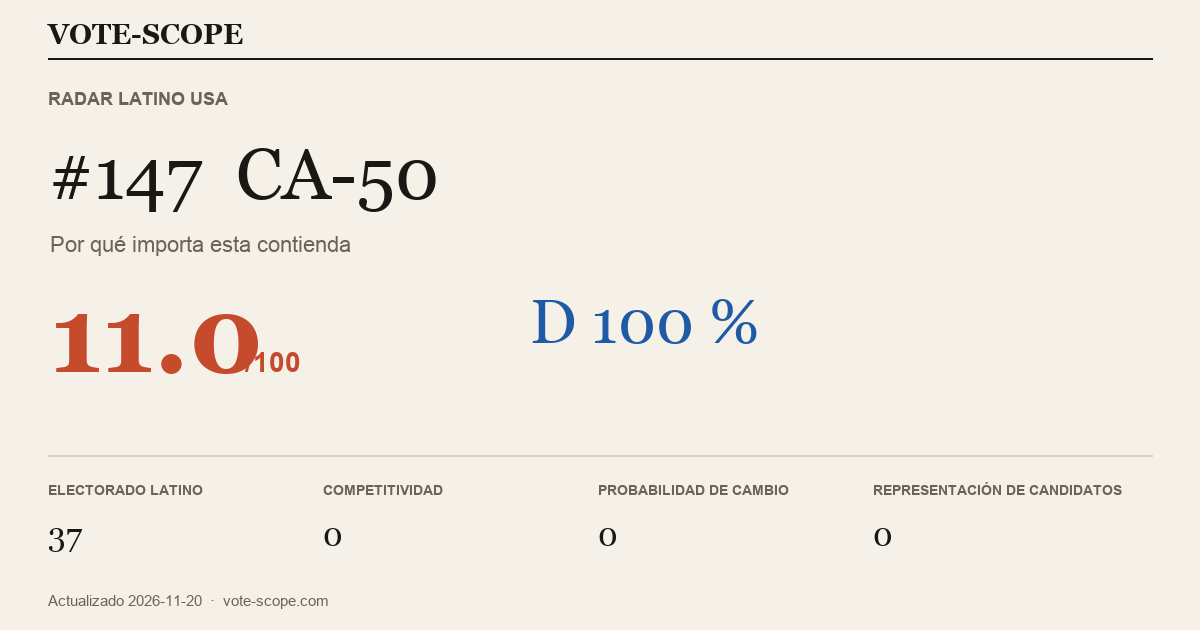 VOTE-SCOPE
RADAR LATINO USA
#147 CA-50
Por qué importa esta contienda
11.0/100
D 100 %
ELECTORADO LATINO
COMPETITIVIDAD
PROBABILIDAD DE CAMBIO
REPRESENTACIÓN DE CANDIDATOS
37
0
0
0
Actualizado 2026-11-20 · vote-scope.com